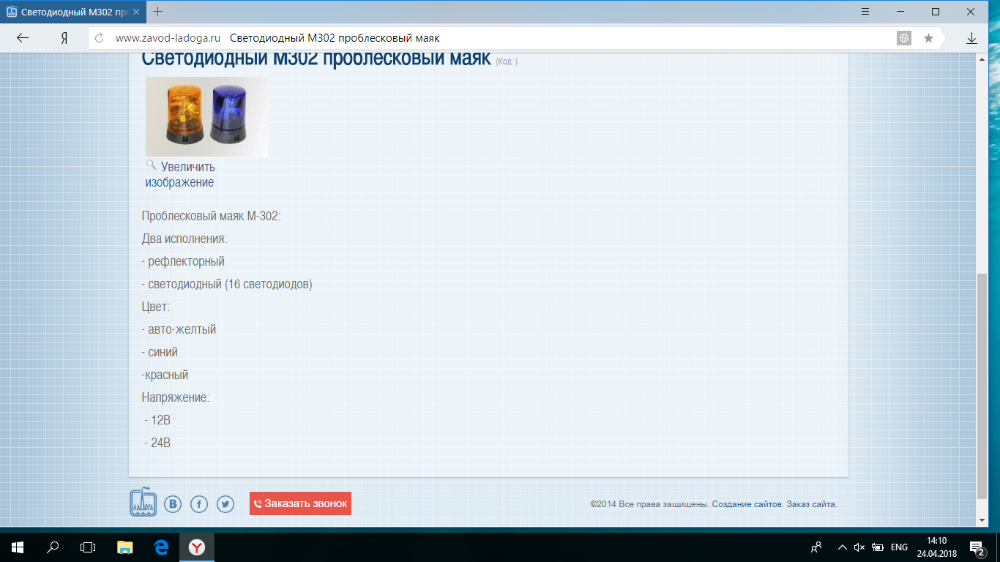 Светодиодный М302 про
www.zavod-ladoga.ru Светодиодный М302 проблесковый маяк
Светодиодный М302 проблесковый маяк (Код: )
Увеличить
изображение
Проблесковый маяк М-302:
Два исполнения:
- рефлекторный
- светодиодный (16 светодиодов)
Цвет:
- авто-желтый
- синий
-красный
Напряжение:
- 12В
- 24В
ЛАДОГА
Заказать звонок
©2014 Все права защищены. Создание сайтов. Заказ сайта.
ENG
14:10
24.04.2018
2